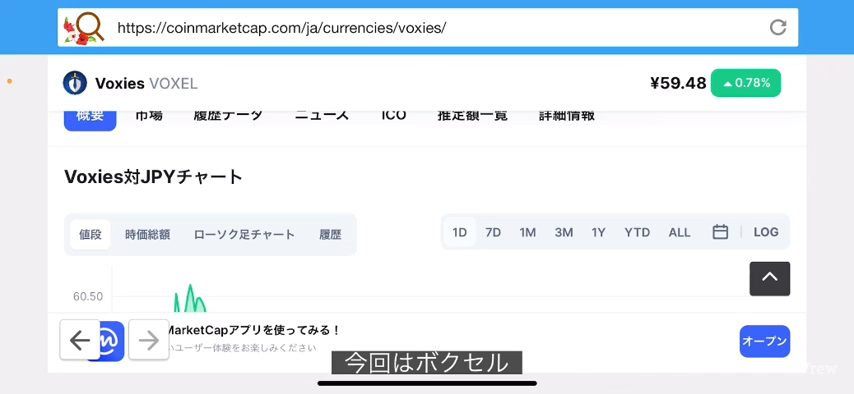 https://coinmarketcap.com/ja/currencies/voxies/
Voxies VOXEL
¥59.48
0.78%
概要 市場 履歴データ ニュース ICO 推定額一覧 詳細情報
Voxies対JPYチャート
値段 時価総額 ローソク足チャート 履歴
1D 7D 1M 3M 1Y YTD ALL LOG
60.50
MarketCapアプリを使ってみる！
いユーザー体験をお楽しみください
オープン
今回はボクセル